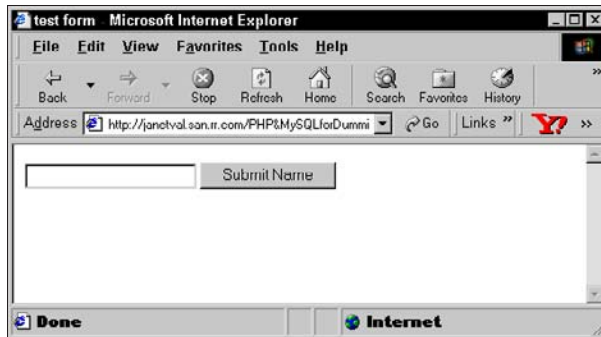 test form - Microsoft Internet Explorer
File Edit View Favorites Tools Help
Back Forward Stop Refresh Home Search Favorites History »
Address http://janetval.san.rr.com/PHP&MySQLforDummi Go Links » Y! »
Submit Name
Done Internet